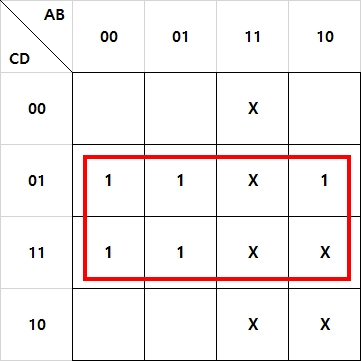 AB
CD
00 01 11 10
00 X
01 1 1 X 1
11 1 1 X X
10 X X